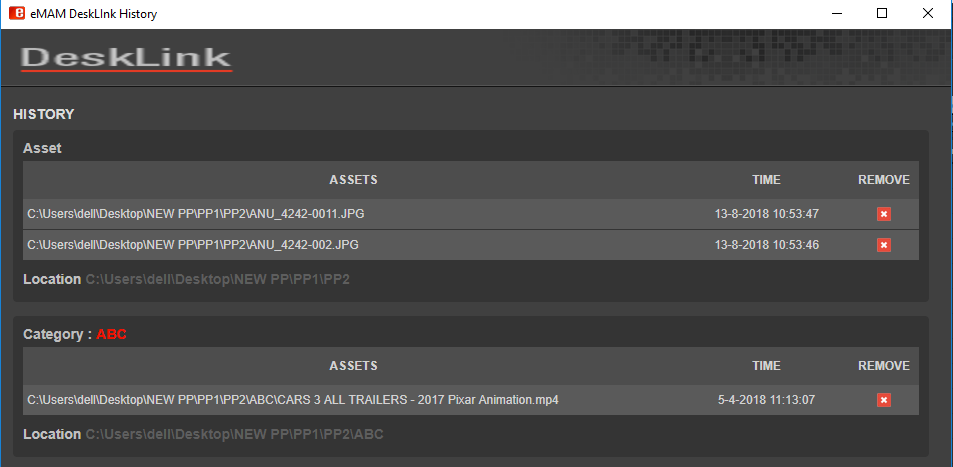 eMAM DeskLInk History
DeskLink
HISTORY
Asset
ASSETS TIME REMOVE
C:\Users\dell\Desktop\NEW PP\PP1\PP2\ANU_4242-0011.JPG 13-8-2018 10:53:47
C:\Users\dell\Desktop\NEW PP\PP1\PP2\ANU_4242-002.JPG 13-8-2018 10:53:46
Location C:\Users\dell\Desktop\NEW PP\PP1\PP2
Category : ABC
ASSETS TIME REMOVE
C:\Users\dell\Desktop\NEW PP\PP1\PP2\ABC\CARS 3 ALL TRAILERS - 2017 Pixar Animation.mp4 5-4-2018 11:13:07
Location C:\Users\dell\Desktop\NEW PP\PP1\PP2\ABC